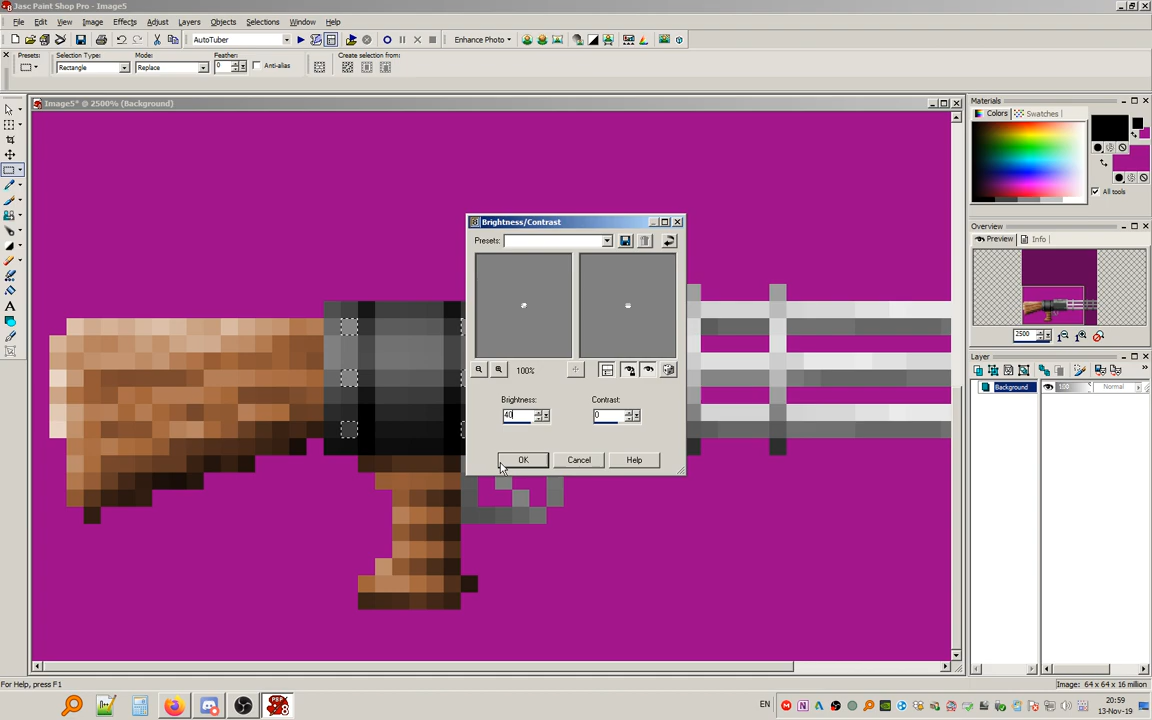 Jasc Paint Shop Pro - Image5
File Edit View Image Effects Adjust Layers Objects Selections Window Help
AutoTuber Enhance Photo
Presets: Selection Type: Mode: Feather: Create selection from:
Rectangle Replace 0 Anti-alias
Image5* @ 2500% (Background)
Materials
Colors Swatches
All tools
Overview
Preview Info
2500
Layer
Background 100 Normal
Brightness/Contrast
Presets:
100%
Brightness: Contrast:
40 0
OK Cancel Help
For Help, press F1
Image: 64 x 64 x 16 million
EN
20:59
13-Nov-19